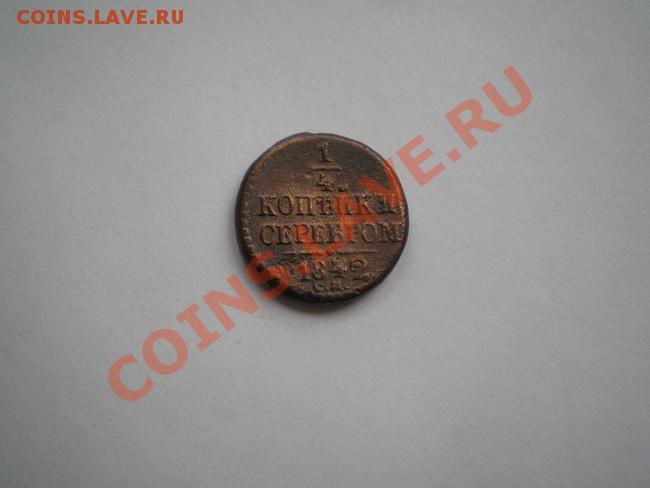 COINS.LAVE.RU
1
4
КОПѢЙКИ
СЕРЕБРОМ
1842
С.М.
COINS.LAVE.RU